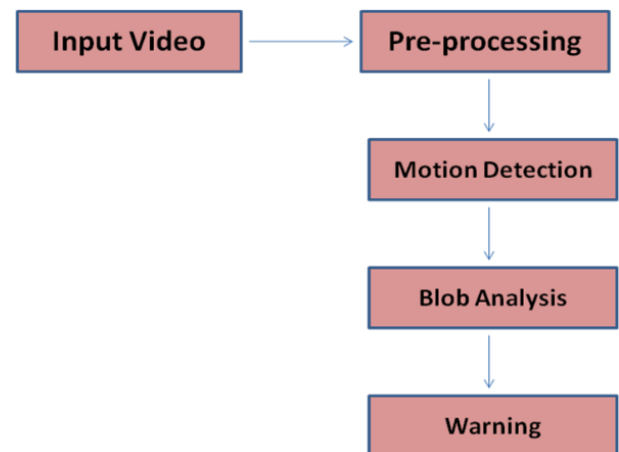 Input Video
Pre-processing
Motion Detection
Blob Analysis
Warning